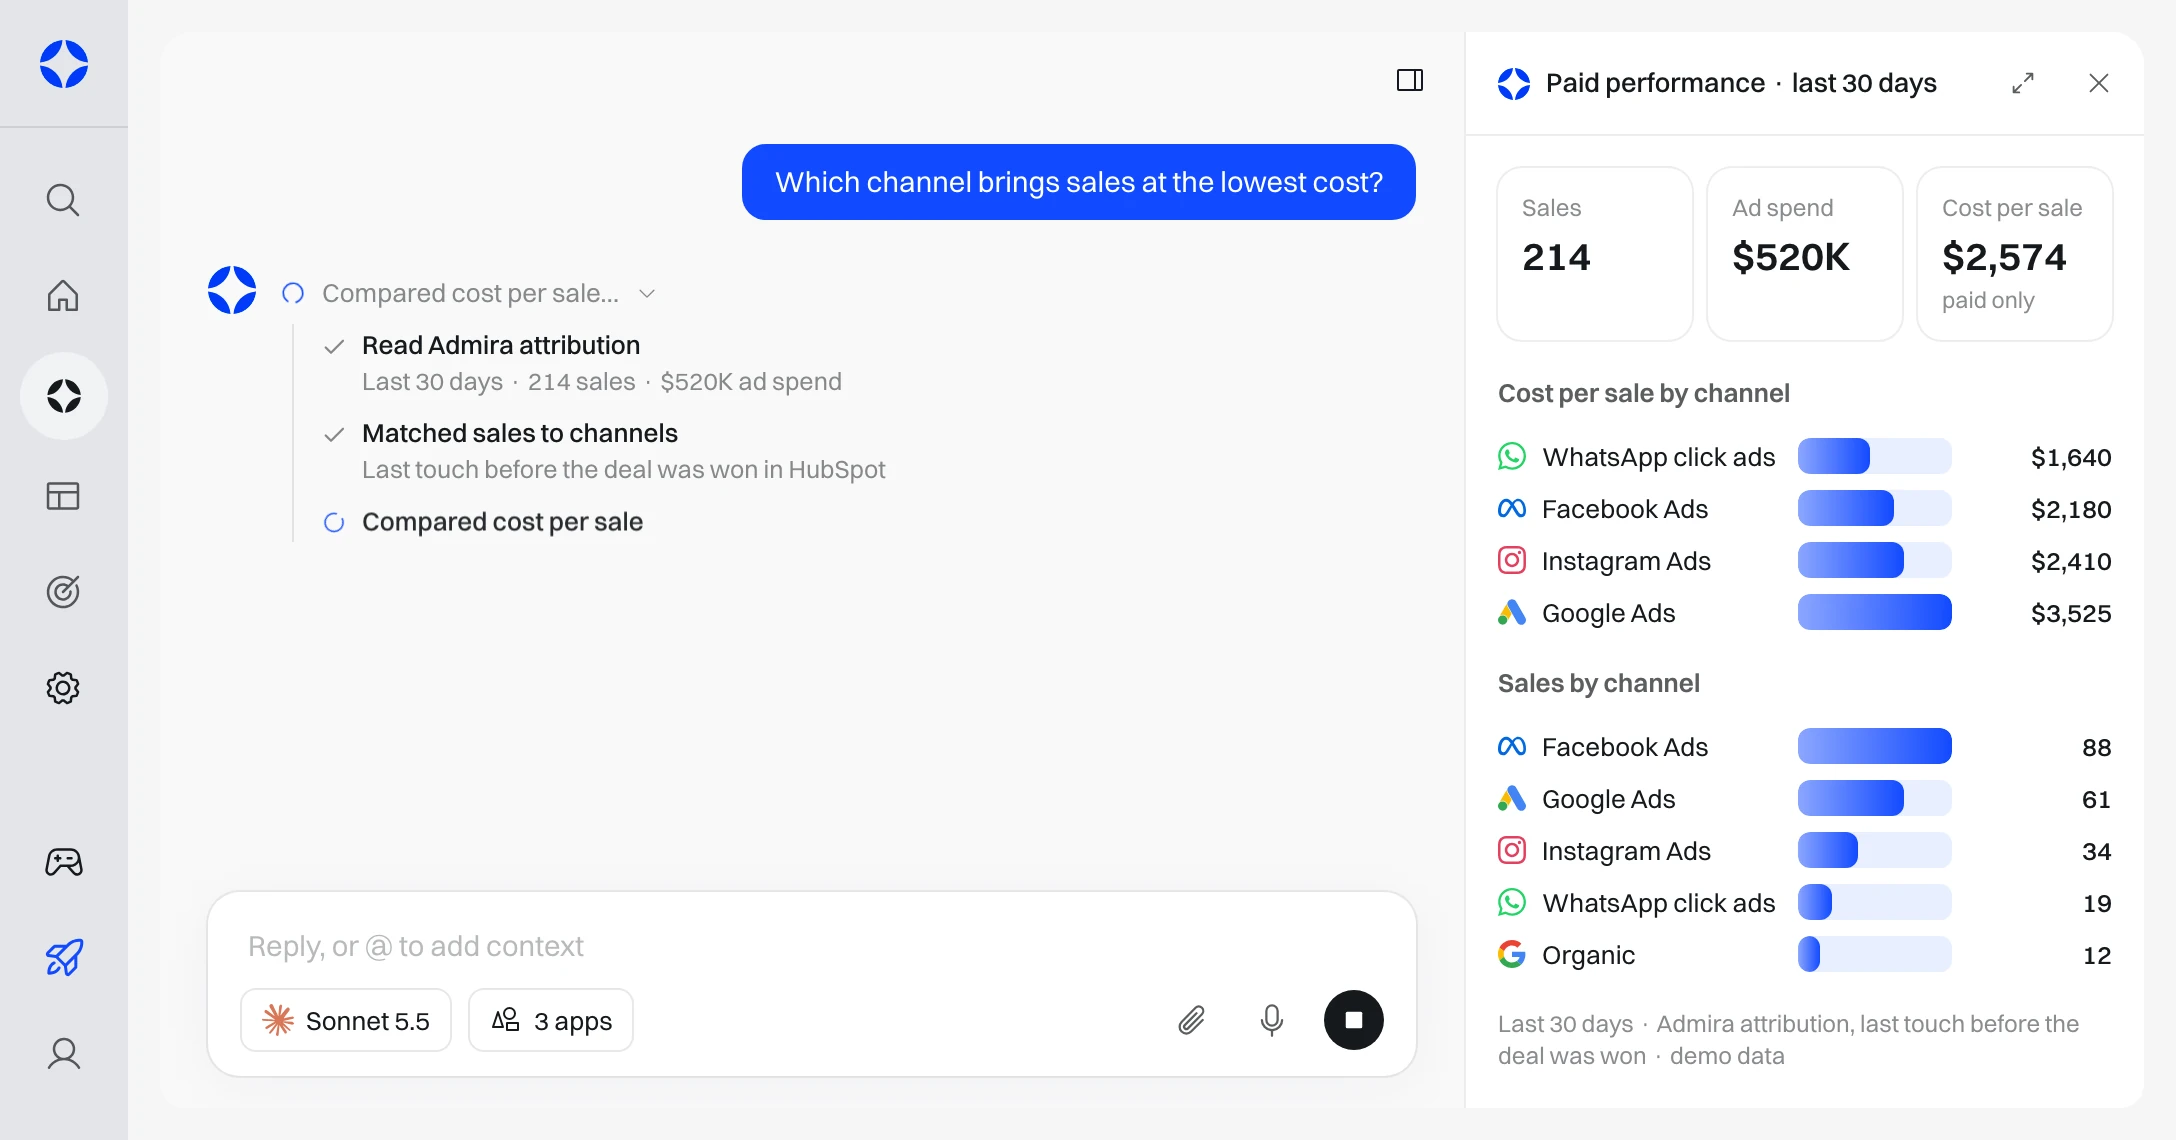 Which channel brings sales at the lowest cost?
Compared cost per sale...
Read Admira attribution
Last 30 days · 214 sales · $520K ad spend
Matched sales to channels
Last touch before the deal was won in HubSpot
Compared cost per sale
Reply, or @ to add context
Sonnet 5.5
3 apps
Paid performance · last 30 days
Sales
214
Ad spend
$520K
Cost per sale
$2,574
paid only
Cost per sale by channel
WhatsApp click ads $1,640
Facebook Ads $2,180
Instagram Ads $2,410
Google Ads $3,525
Sales by channel
Facebook Ads 88
Google Ads 61
Instagram Ads 34
WhatsApp click ads 19
Organic 12
Last 30 days · Admira attribution, last touch before the
deal was won · demo data